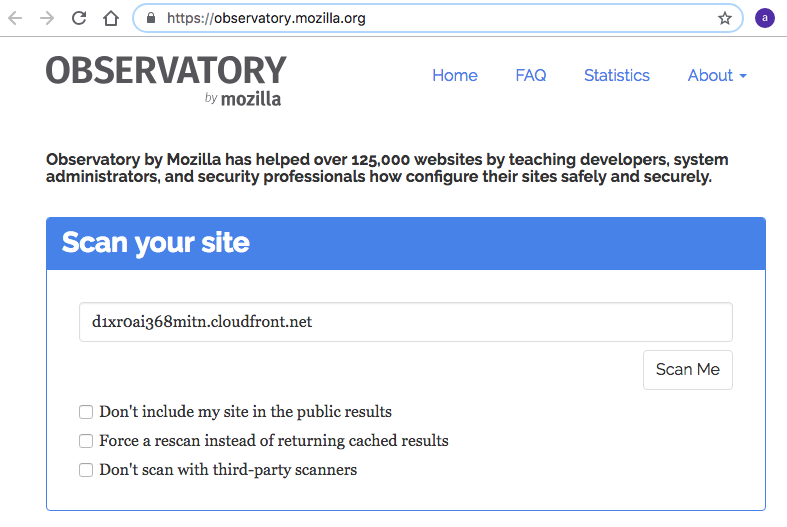 https://observatory.mozilla.org
a
OBSERVATORY
by mozilla
Home FAQ Statistics About
Observatory by Mozilla has helped over 125,000 websites by teaching developers, system
administrators, and security professionals how configure their sites safely and securely.
Scan your site
d1xr0ai368mitn.cloudfront.net
Scan Me
Don't include my site in the public results
Force a rescan instead of returning cached results
Don't scan with third-party scanners